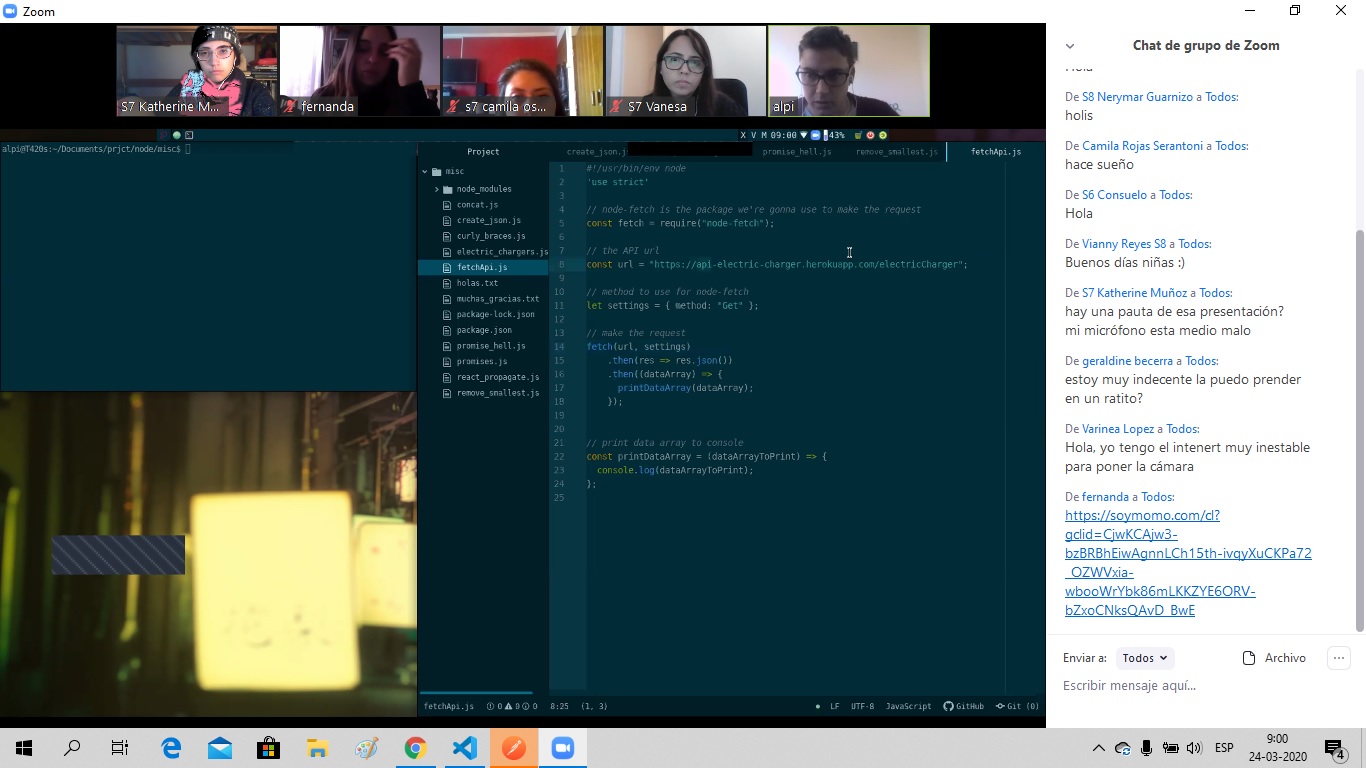 Zoom
S7 Katherine M...
fernanda
s7 camila os...
S7 Vanesa
alpi
X V M 09:00 43%
alpi@T420s:~/Documents/prjct/node/misc$
Project
create_json.j
promise_hell.js
remove_smallest.js
fetchApi.js
misc
node_modules
concat.js
create_json.js
curly_braces.js
electric_chargers.js
fetchApi.js
holas.txt
muchas_gracias.txt
package-lock.json
package.json
promise_hell.js
promises.js
react_propagate.js
remove_smallest.js
1 #!/usr/bin/env node
2 'use strict'
3
4 // node-fetch is the package we're gonna use to make the request
5 const fetch = require("node-fetch");
6
7 // the API url
8 const url = "https://api-electric-charger.herokuapp.com/electricCharger";
9
10 // method to use for node-fetch
11 let settings = { method: "Get" };
12
13 // make the request
14 fetch(url, settings)
15 .then(res => res.json())
16 .then((dataArray) => {
17 printDataArray(dataArray);
18 });
19
20
21 // print data array to console
22 const printDataArray = (dataArrayToPrint) => {
23 console.log(dataArrayToPrint);
24 };
25
fetchApi.js 0 0 0 8:25 (1, 3)
LF UTF-8 JavaScript GitHub Git (0)
Chat de grupo de Zoom
Hola
De S8 Nerymar Guarnizo a Todos:
holis
De Camila Rojas Serantoni a Todos:
hace sueño
De S6 Consuelo a Todos:
Hola
De Vianny Reyes S8 a Todos:
Buenos días niñas :)
De S7 Katherine Muñoz a Todos:
hay una pauta de esa presentación?
mi micrófono esta medio malo
De geraldine becerra a Todos:
estoy muy indecente la puedo prender
en un ratito?
De Varinea Lopez a Todos:
Hola, yo tengo el intenert muy inestable
para poner la cámara
De fernanda a Todos:
https://soymomo.com/cl?
gclid=CjwKCAjw3-
bzBRBhEiwAgnnLCh15th-ivqyXuCKPa72
_OZWVxia-
wbooWrYbk86mLKKZYE6ORV-
bZxoCNksQAvD_BwE
Enviar a: Todos
Archivo
Escribir mensaje aquí...
ESP
9:00
24-03-2020
4